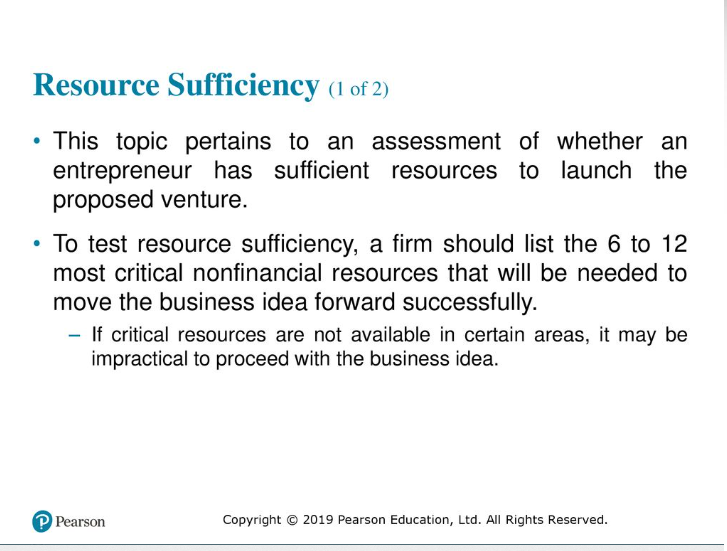 Resource Sufficiency (1 of 2)
• This topic pertains to an assessment of whether an
entrepreneur has sufficient resources to launch the
proposed venture.
• To test resource sufficiency, a firm should list the 6 to 12
most critical nonfinancial resources that will be needed to
move the business idea forward successfully.
– If critical resources are not available in certain areas, it may be
impractical to proceed with the business idea.
P Pearson
Copyright © 2019 Pearson Education, Ltd. All Rights Reserved.